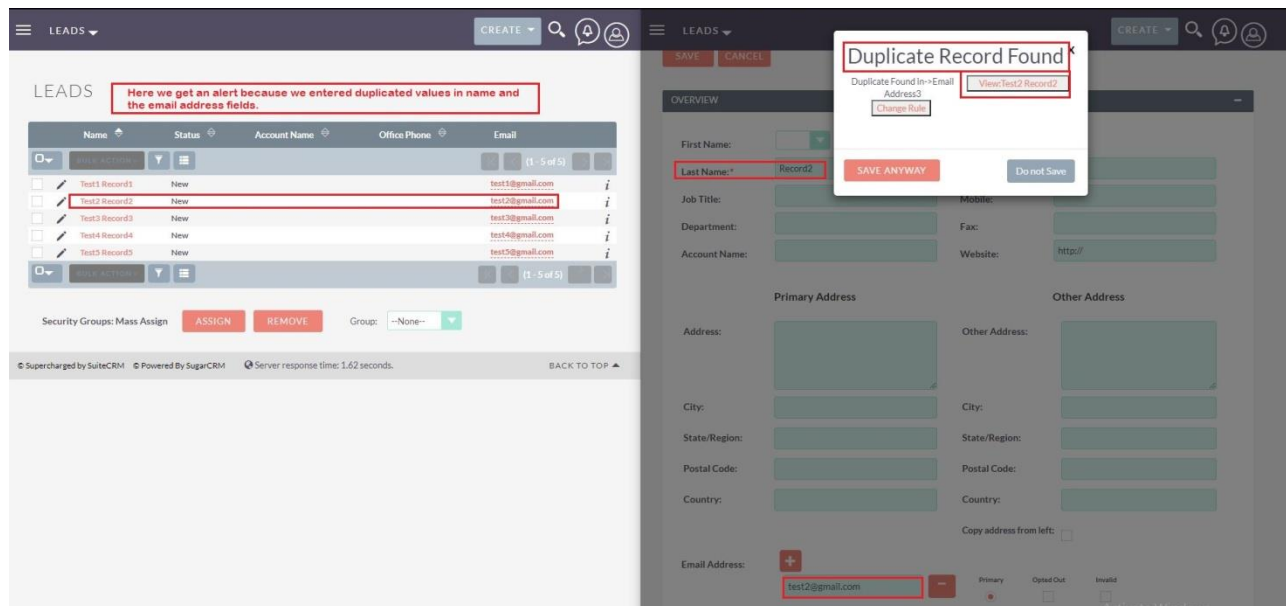 LEADS
CREATE
LEADS
Here we get an alert because we entered duplicated values in name and
the email address fields.
Name Status Account Name Office Phone Email
BULK ACTION (1 - 5 of 5)
Test1 Record1 New test1@gmail.com i
Test2 Record2 New test2@gmail.com i
Test3 Record3 New test3@gmail.com i
Test4 Record4 New test4@gmail.com i
Test5 Record5 New test5@gmail.com i
BULK ACTION (1 - 5 of 5)
Security Groups: Mass Assign ASSIGN REMOVE Group: --None--
© Supercharged by SuiteCRM © Powered By SugarCRM Server response time: 1.62 seconds. BACK TO TOP
LEADS
CREATE
SAVE CANCEL
Duplicate Record Found x
Duplicate Found In->Email
Address3
View:Test2 Record2
Change Rule
SAVE ANYWAY Do not Save
OVERVIEW
First Name:
Last Name:* Record2
Job Title: Mobile:
Department: Fax:
Account Name: Website: http://
Primary Address Other Address
Address: Other Address:
City: City:
State/Region: State/Region:
Postal Code: Postal Code:
Country: Country:
Copy address from left:
Email Address:
Primary Opted Out Invalid
test2@gmail.com